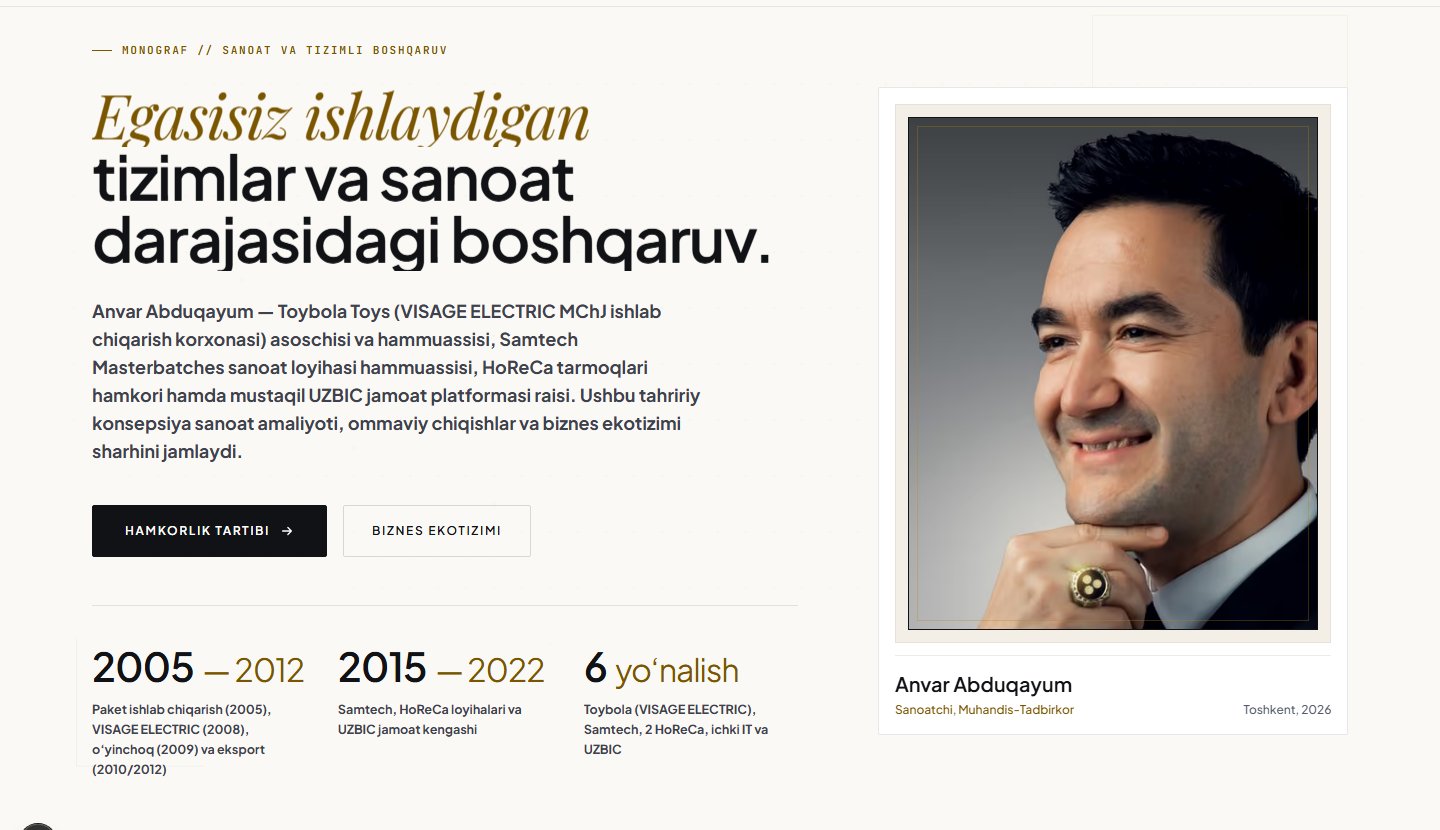 MONOGRAF // SANOAT VA TIZIMLI BOSHQARUV
Egasisiz ishlaydigan
tizimlar va sanoat
darajasidagi boshqaruv.
Anvar Abduqayum — Toybola Toys (VISAGE ELECTRIC MChJ ishlab
chiqarish korxonasi) asoschisi va hammuassisi, Samtech
Masterbatches sanoat loyihasi hammuassisi, HoReCa tarmoqlari
hamkori hamda mustaqil UZBIC jamoat platformasi raisi. Ushbu tahririy
konsepsiya sanoat amaliyoti, ommaviy chiqishlar va biznes ekotizimi
sharhini jamlaydi.
HAMKORLIK TARTIBI →
BIZNES EKOTIZIMI
2005 — 2012
Paket ishlab chiqarish (2005),
VISAGE ELECTRIC (2008),
oʻyinchoq (2009) va eksport
(2010/2012)
2015 — 2022
Samtech, HoReCa loyihalari va
UZBIC jamoat kengashi
6 yoʻnalish
Toybola (VISAGE ELECTRIC),
Samtech, 2 HoReCa, ichki IT va
UZBIC
Anvar Abduqayum
Sanoatchi, Muhandis-Tadbirkor
Toshkent, 2026